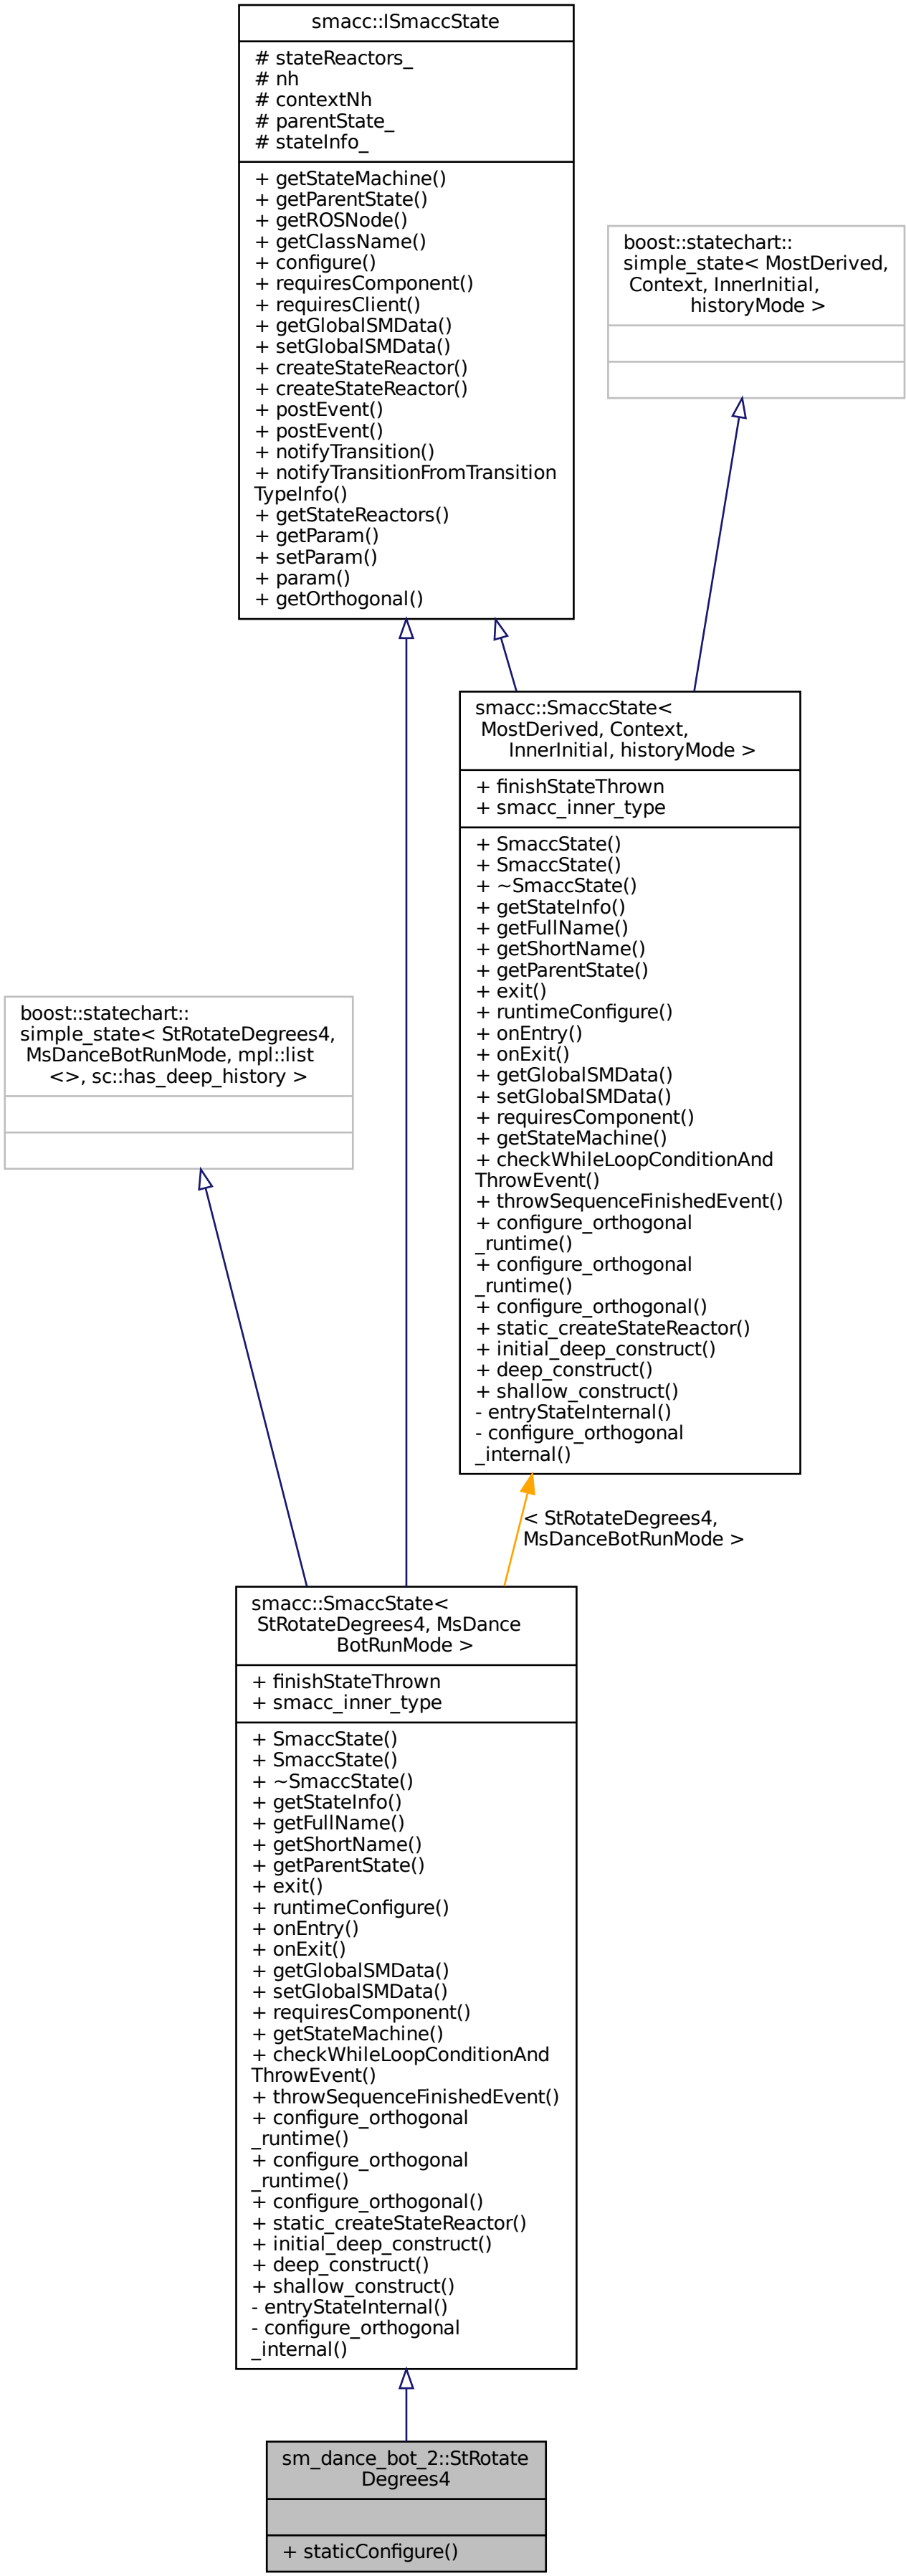 smacc::ISmaccState
# stateReactors_
# nh
# contextNh
# parentState_
# stateInfo_
+ getStateMachine()
+ getParentState()
+ getROSNode()
+ getClassName()
+ configure()
+ requiresComponent()
+ requiresClient()
+ getGlobalSMData()
+ setGlobalSMData()
+ createStateReactor()
+ createStateReactor()
+ postEvent()
+ postEvent()
+ notifyTransition()
+ notifyTransitionFromTransition
TypeInfo()
+ getStateReactors()
+ getParam()
+ setParam()
+ param()
+ getOrthogonal()
boost::statechart::
simple_state< MostDerived,
Context, InnerInitial,
historyMode >
smacc::SmaccState<
MostDerived, Context,
InnerInitial, historyMode >
+ finishStateThrown
+ smacc_inner_type
+ SmaccState()
+ SmaccState()
+ ~SmaccState()
+ getStateInfo()
+ getFullName()
+ getShortName()
+ getParentState()
+ exit()
+ runtimeConfigure()
+ onEntry()
+ onExit()
+ getGlobalSMData()
+ setGlobalSMData()
+ requiresComponent()
+ getStateMachine()
+ checkWhileLoopConditionAnd
ThrowEvent()
+ throwSequenceFinishedEvent()
+ configure_orthogonal
_runtime()
+ configure_orthogonal
_runtime()
+ configure_orthogonal()
+ static_createStateReactor()
+ initial_deep_construct()
+ deep_construct()
+ shallow_construct()
- entryStateInternal()
- configure_orthogonal
_internal()
boost::statechart::
simple_state< StRotateDegrees4,
MsDanceBotRunMode, mpl::list
<>, sc::has_deep_history >
< StRotateDegrees4,
MsDanceBotRunMode >
smacc::SmaccState<
StRotateDegrees4, MsDance
BotRunMode >
+ finishStateThrown
+ smacc_inner_type
+ SmaccState()
+ SmaccState()
+ ~SmaccState()
+ getStateInfo()
+ getFullName()
+ getShortName()
+ getParentState()
+ exit()
+ runtimeConfigure()
+ onEntry()
+ onExit()
+ getGlobalSMData()
+ setGlobalSMData()
+ requiresComponent()
+ getStateMachine()
+ checkWhileLoopConditionAnd
ThrowEvent()
+ throwSequenceFinishedEvent()
+ configure_orthogonal
_runtime()
+ configure_orthogonal
_runtime()
+ configure_orthogonal()
+ static_createStateReactor()
+ initial_deep_construct()
+ deep_construct()
+ shallow_construct()
- entryStateInternal()
- configure_orthogonal
_internal()
sm_dance_bot_2::StRotate
Degrees4
+ staticConfigure()